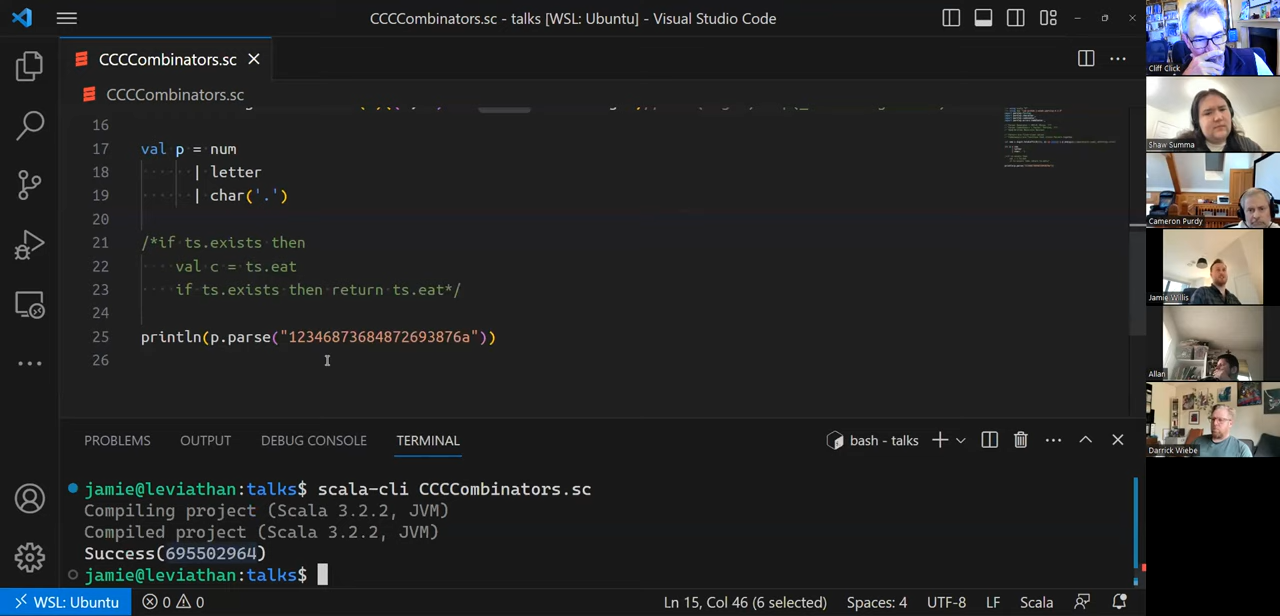 CCCCombinators.sc - talks [WSL: Ubuntu] - Visual Studio Code
CCCCombinators.sc
CCCCombinators.sc
16
17 val p = num
18 | letter
19 | char('.')
20
21 /*if ts.exists then
22 val c = ts.eat
23 if ts.exists then return ts.eat*/
24
25 println(p.parse("12346873684872693876a"))
26
PROBLEMS OUTPUT DEBUG CONSOLE TERMINAL
bash - talks
jamie@leviathan:talks$ scala-cli CCCCombinators.sc
Compiling project (Scala 3.2.2, JVM)
Compiled project (Scala 3.2.2, JVM)
Success(695502964)
jamie@leviathan:talks$
WSL: Ubuntu 0 0 Ln 15, Col 46 (6 selected) Spaces: 4 UTF-8 LF Scala
Cliff Click
Shaw Summa
Cameron Purdy
Jamie Willis
Allan
Darrick Wiebe